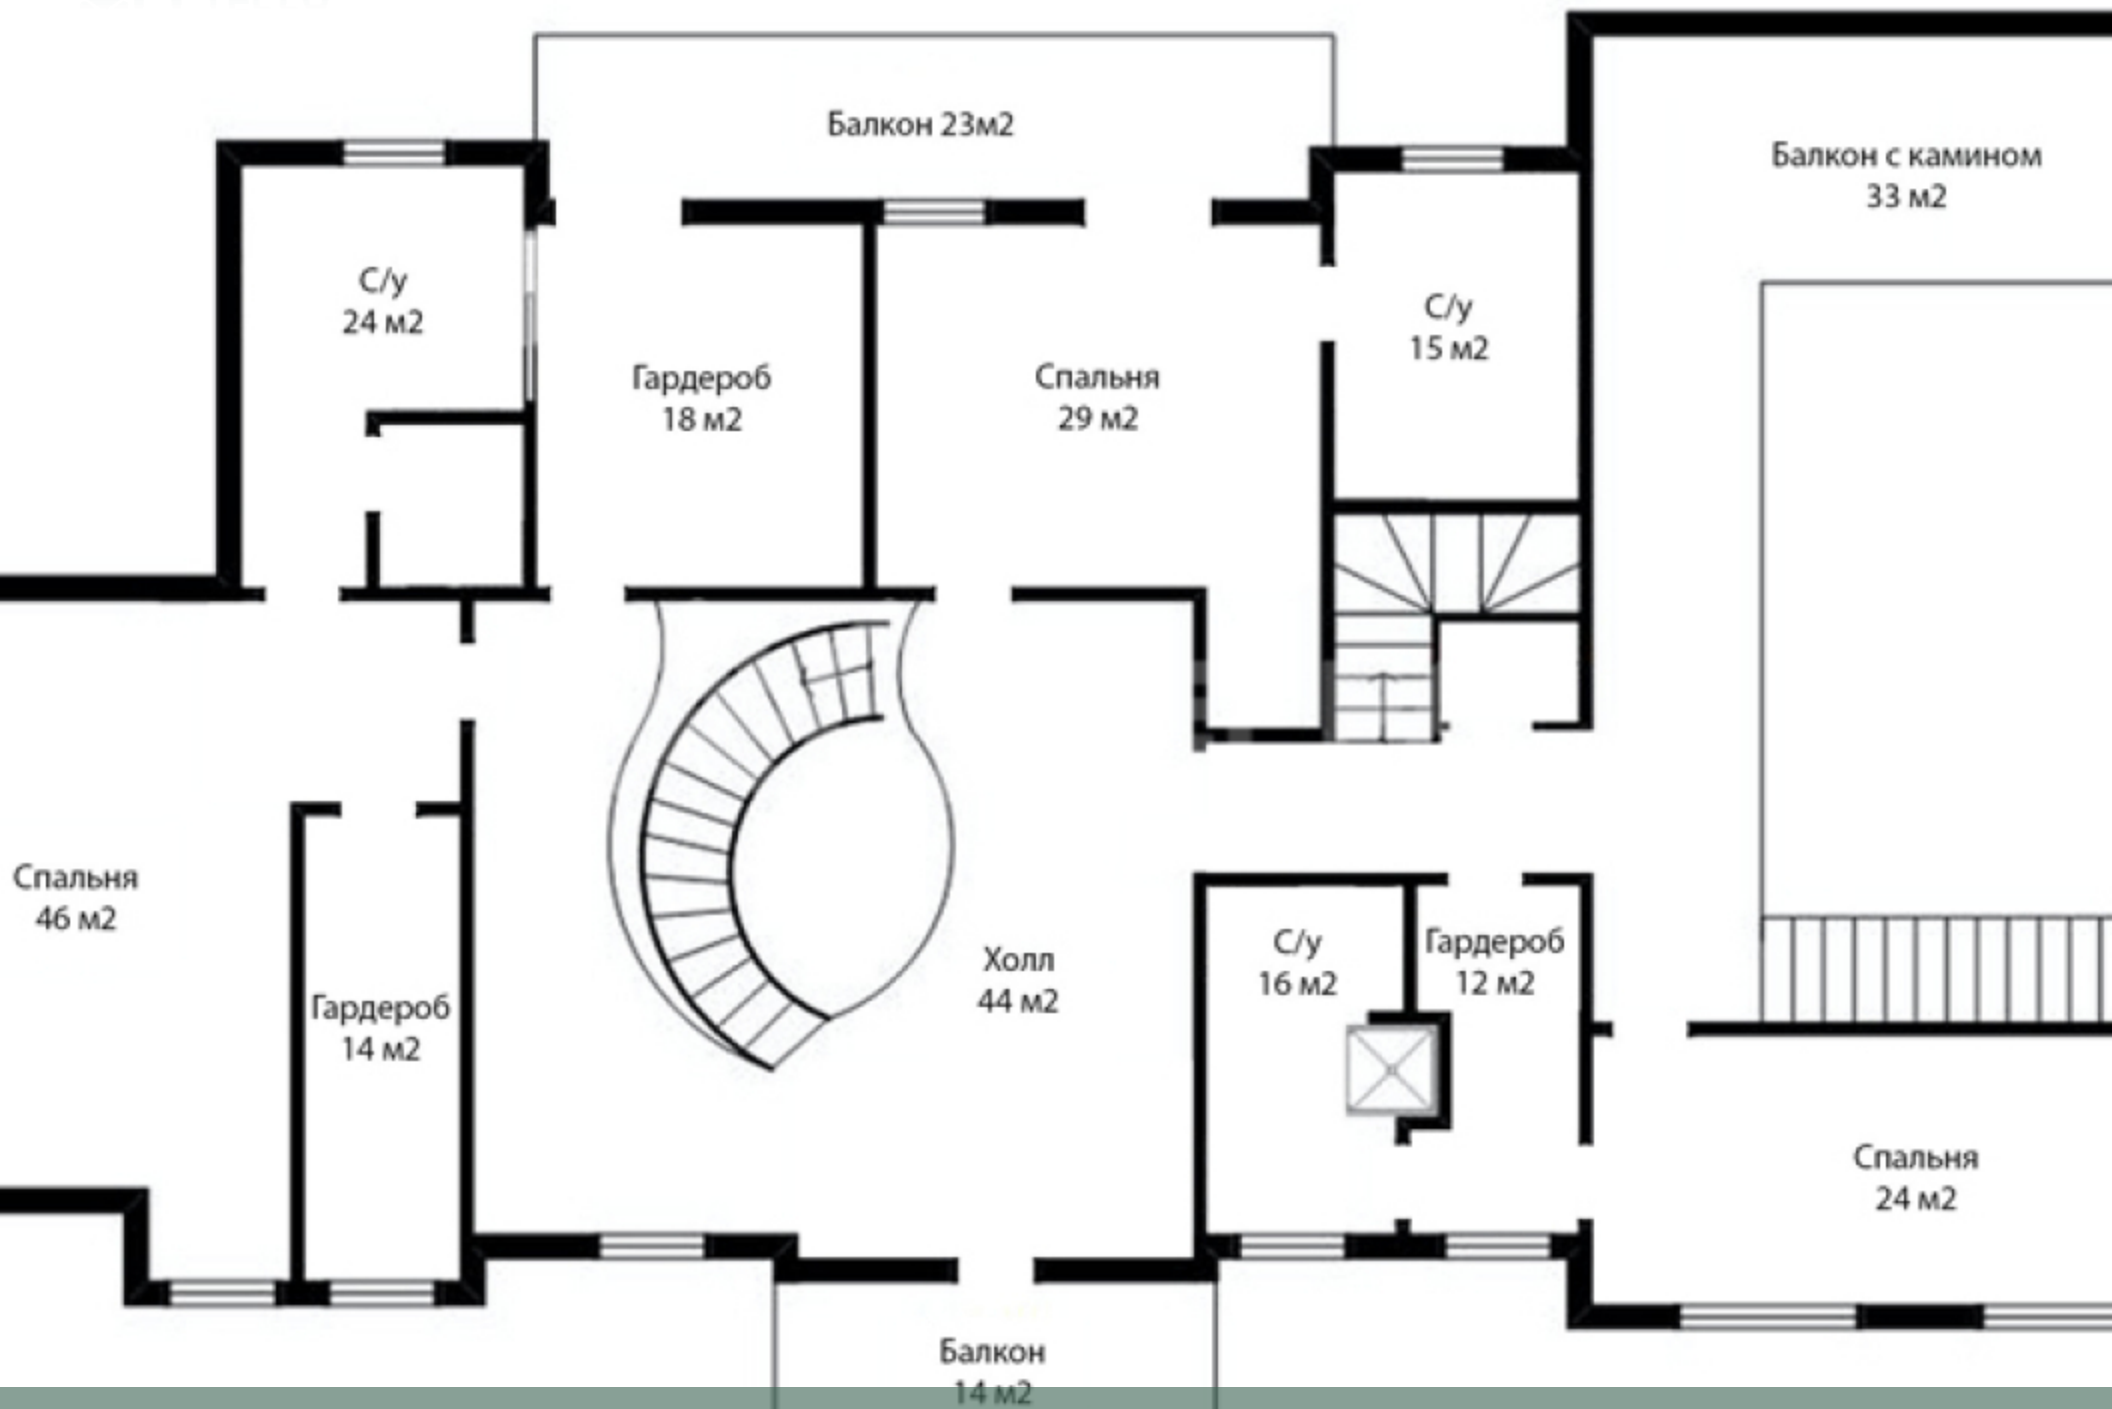 Балкон 23м2
Балкон с камином
33 м2
С/у
24 м2
С/у
15 м2
Гардероб
18 м2
Спальня
29 м2
Спальня
46 м2
С/у
16 м2
Гардероб
12 м2
Холл
44 м2
Гардероб
14 м2
Спальня
24 м2
Балкон
14 м2